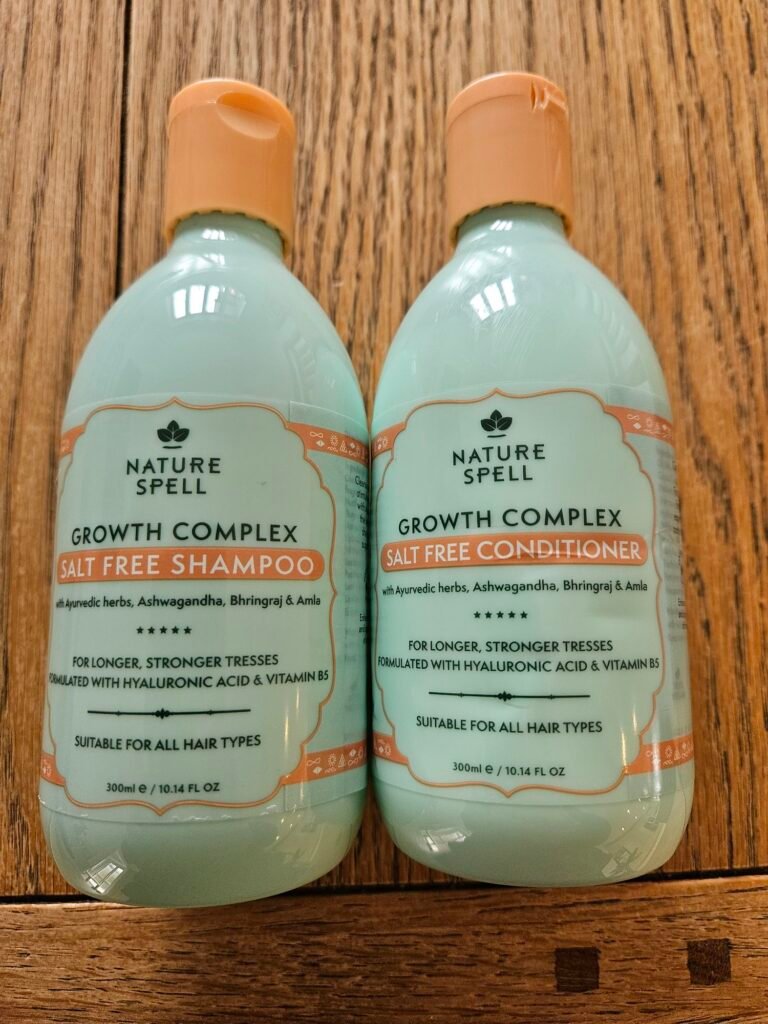 NATURE
SPELL
GROWTH COMPLEX
SALT FREE SHAMPOO
with Ayurvedic herbs, Ashwagandha, Bhringraj & Amla
FOR LONGER, STRONGER TRESSES
FORMULATED WITH HYALURONIC ACID & VITAMIN B5
SUITABLE FOR ALL HAIR TYPES
300ml e / 10.14 FL OZ
NATURE
SPELL
GROWTH COMPLEX
SALT FREE CONDITIONER
with Ayurvedic herbs, Ashwagandha, Bhringraj & Amla
FOR LONGER, STRONGER TRESSES
FORMULATED WITH HYALURONIC ACID & VITAMIN B5
SUITABLE FOR ALL HAIR TYPES
300ml e / 10.14 FL OZ